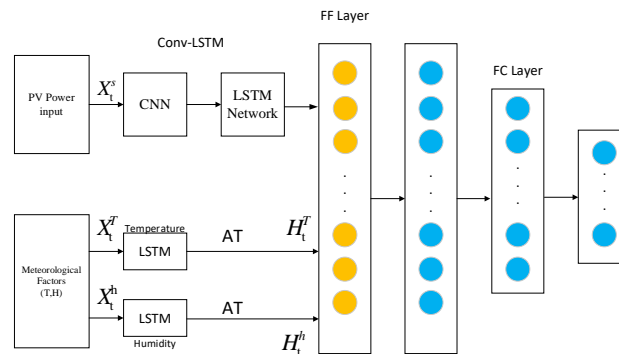 FF Layer
Conv-LSTM
FC Layer
PV Power
input
X_t^s
CNN
LSTM
Network
Meteorological
Factors
(T,H)
X_t^T
Temperature
LSTM
AT
H_t^T
X_t^h
LSTM
Humidity
AT
H_t^h